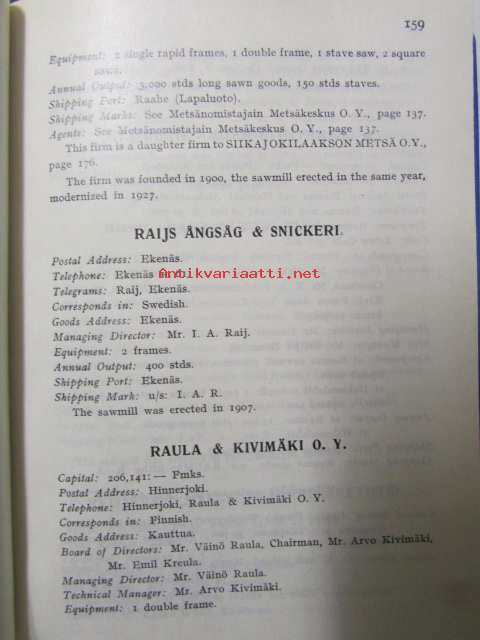 159
Equipment: 2 single rapid frames, 1 double frame, 1 stave saw, 2 square
saws.
Annual Output: 3,000 stds long sawn goods, 150 stds staves.
Shipping Port: Raahe (Lapaluoto).
Shipping Marks: See Metsänomistajain Metsäkeskus O. Y., page 137.
Agents: See Metsänomistajain Metsäkeskus O. Y., page 137.
This firm is a daughter firm to SIIKAJOKILAAKSON METSÄ O.Y.,
page 176.
The firm was founded in 1900, the sawmill erected in the same year,
modernized in 1927.
RAIJS ÅNGSÅG & SNICKERI.
Postal Address: Ekenäs.
Telephone: Ekenäs
Antikvariaatti.net
Telegrams: Raij, Ekenäs.
Corresponds in: Swedish.
Goods Address: Ekenäs.
Managing Director: Mr. I. A. Raij.
Equipment: 2 frames.
Annual Output: 400 stds.
Shipping Port: Ekenäs.
Shipping Mark: u/s: I. A. R.
The sawmill was erected in 1907.
RAULA & KIVIMÄKI O. Y.
Capital: 206,141: — Fmks.
Postal Address: Hinnerjoki.
Telephone: Hinnerjoki, Raula & Kivimäki O. Y.
Corresponds in: Finnish.
Goods Address: Kauttua.
Board of Directors: Mr. Väinö Raula, Chairman, Mr. Arvo Kivimäki,
Mr. Emil Kreula.
Managing Director: Mr. Väinö Raula.
Technical Manager: Mr. Arvo Kivimäki.
Equipment: 1 double frame.